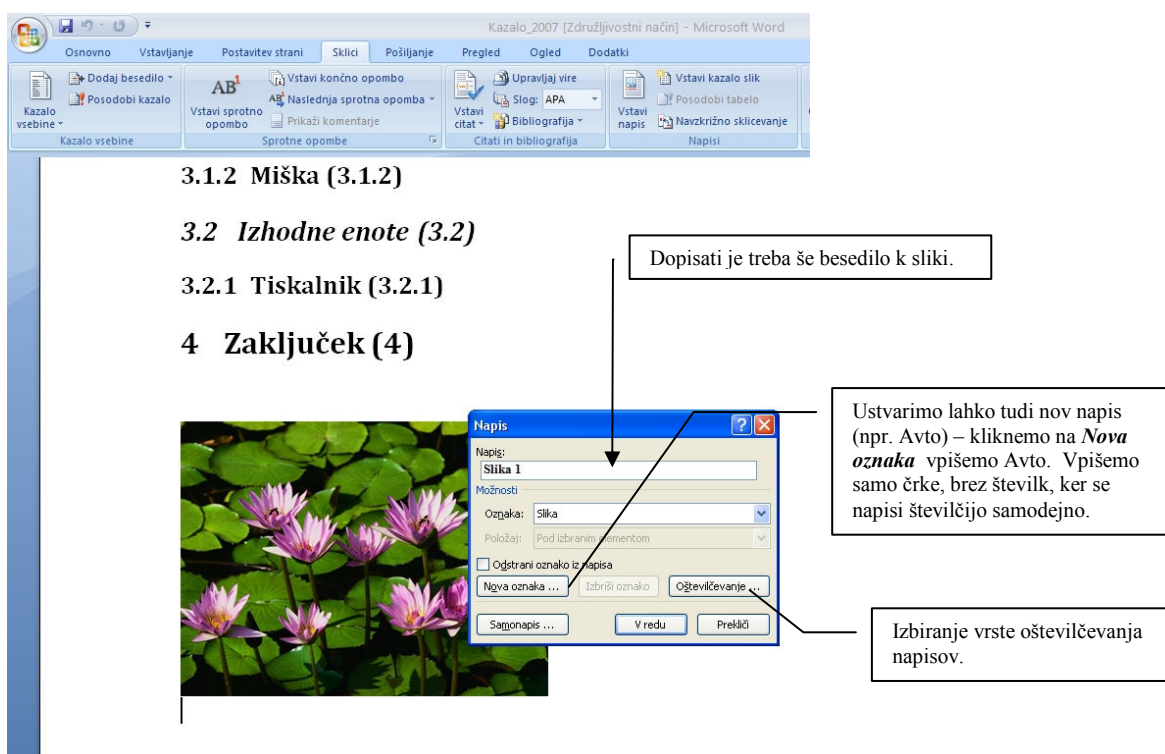 Kazalo_2007 [Združljivostni način] - Microsoft Word
Osnovno Vstavljanje Postavitev strani Sklici Pošiljanje Pregled Ogled Dodatki
Kazalo
vsebine
Dodaj besedilo
Posodobi kazalo
Kazalo vsebine
AB1
Vstavi sprotno
opombo
Vstavi končno opombo
Naslednja sprotna opomba
Prikaži komentarje
Sprotne opombe
Vstavi
citat
Upravljaj vire
Slog: APA
Bibliografija
Citati in bibliografija
Vstavi
napis
Vstavi kazalo slik
Posodobi tabelo
Navzkrižno sklicevanje
Napisi
3.1.2 Miška (3.1.2)
3.2 Izhodne enote (3.2)
Dopisati je treba še besedilo k sliki.
3.2.1 Tiskalnik (3.2.1)
4 Zaključek (4)
Napis
Napis:
Slika 1
Možnosti
Oznaka: Slika
Položaj: Pod izbranim elementom
Odstrani oznako iz napisa
Nova oznaka ... Izbriši oznako Oštevilčevanje ...
Samonapis ... V redu Prekliči
Ustvarimo lahko tudi nov napis
(npr. Avto) – kliknemo na Nova
oznaka vpišemo Avto. Vpišemo
samo črke, brez številk, ker se
napisi številčijo samodejno.
Izbiranje vrste oštevilčevanja
napisov.